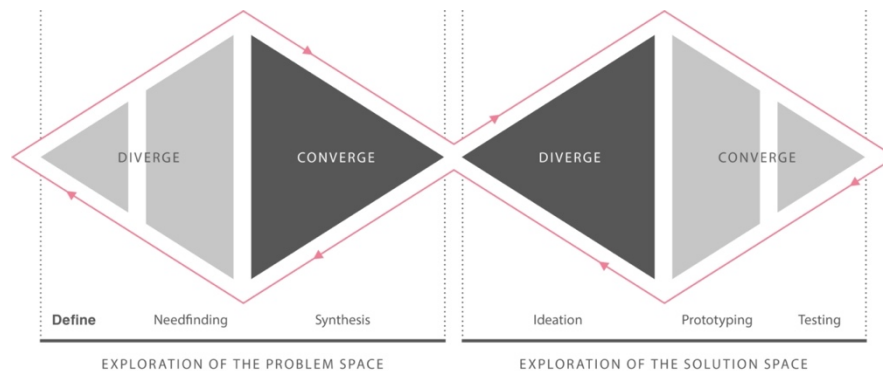 DIVERGE
CONVERGE
DIVERGE
CONVERGE
Define
Needfinding
Synthesis
Ideation
Prototyping
Testing
EXPLORATION OF THE PROBLEM SPACE
EXPLORATION OF THE SOLUTION SPACE